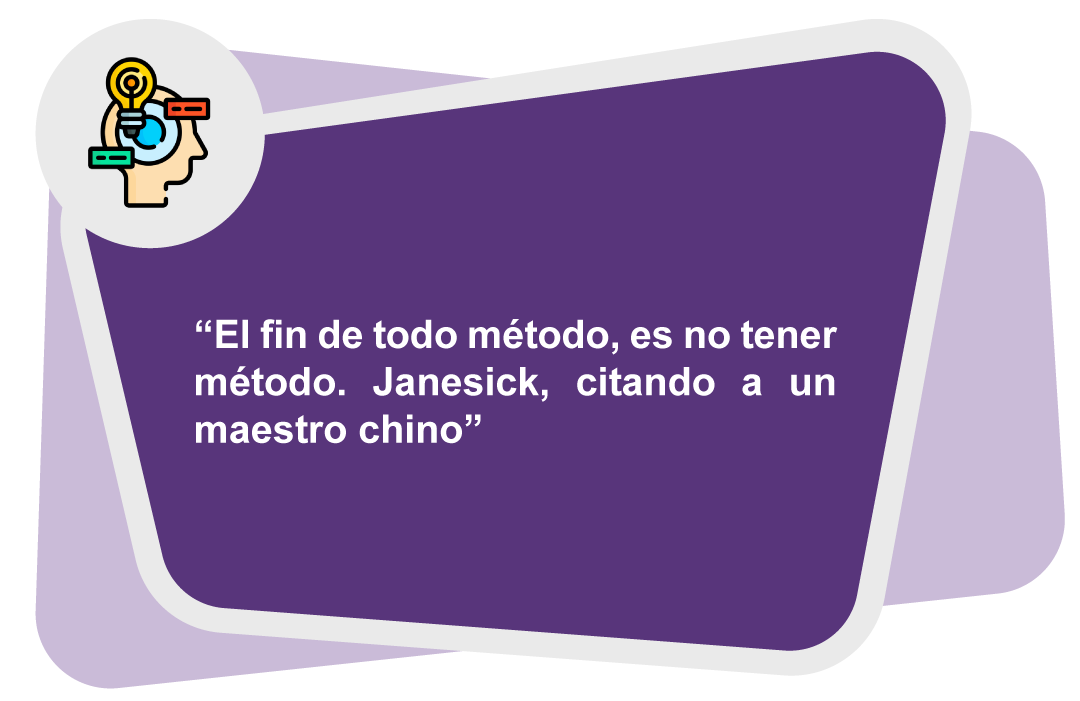 “El fin de todo método, es no tener
método. Janesick, citando a un
maestro chino”